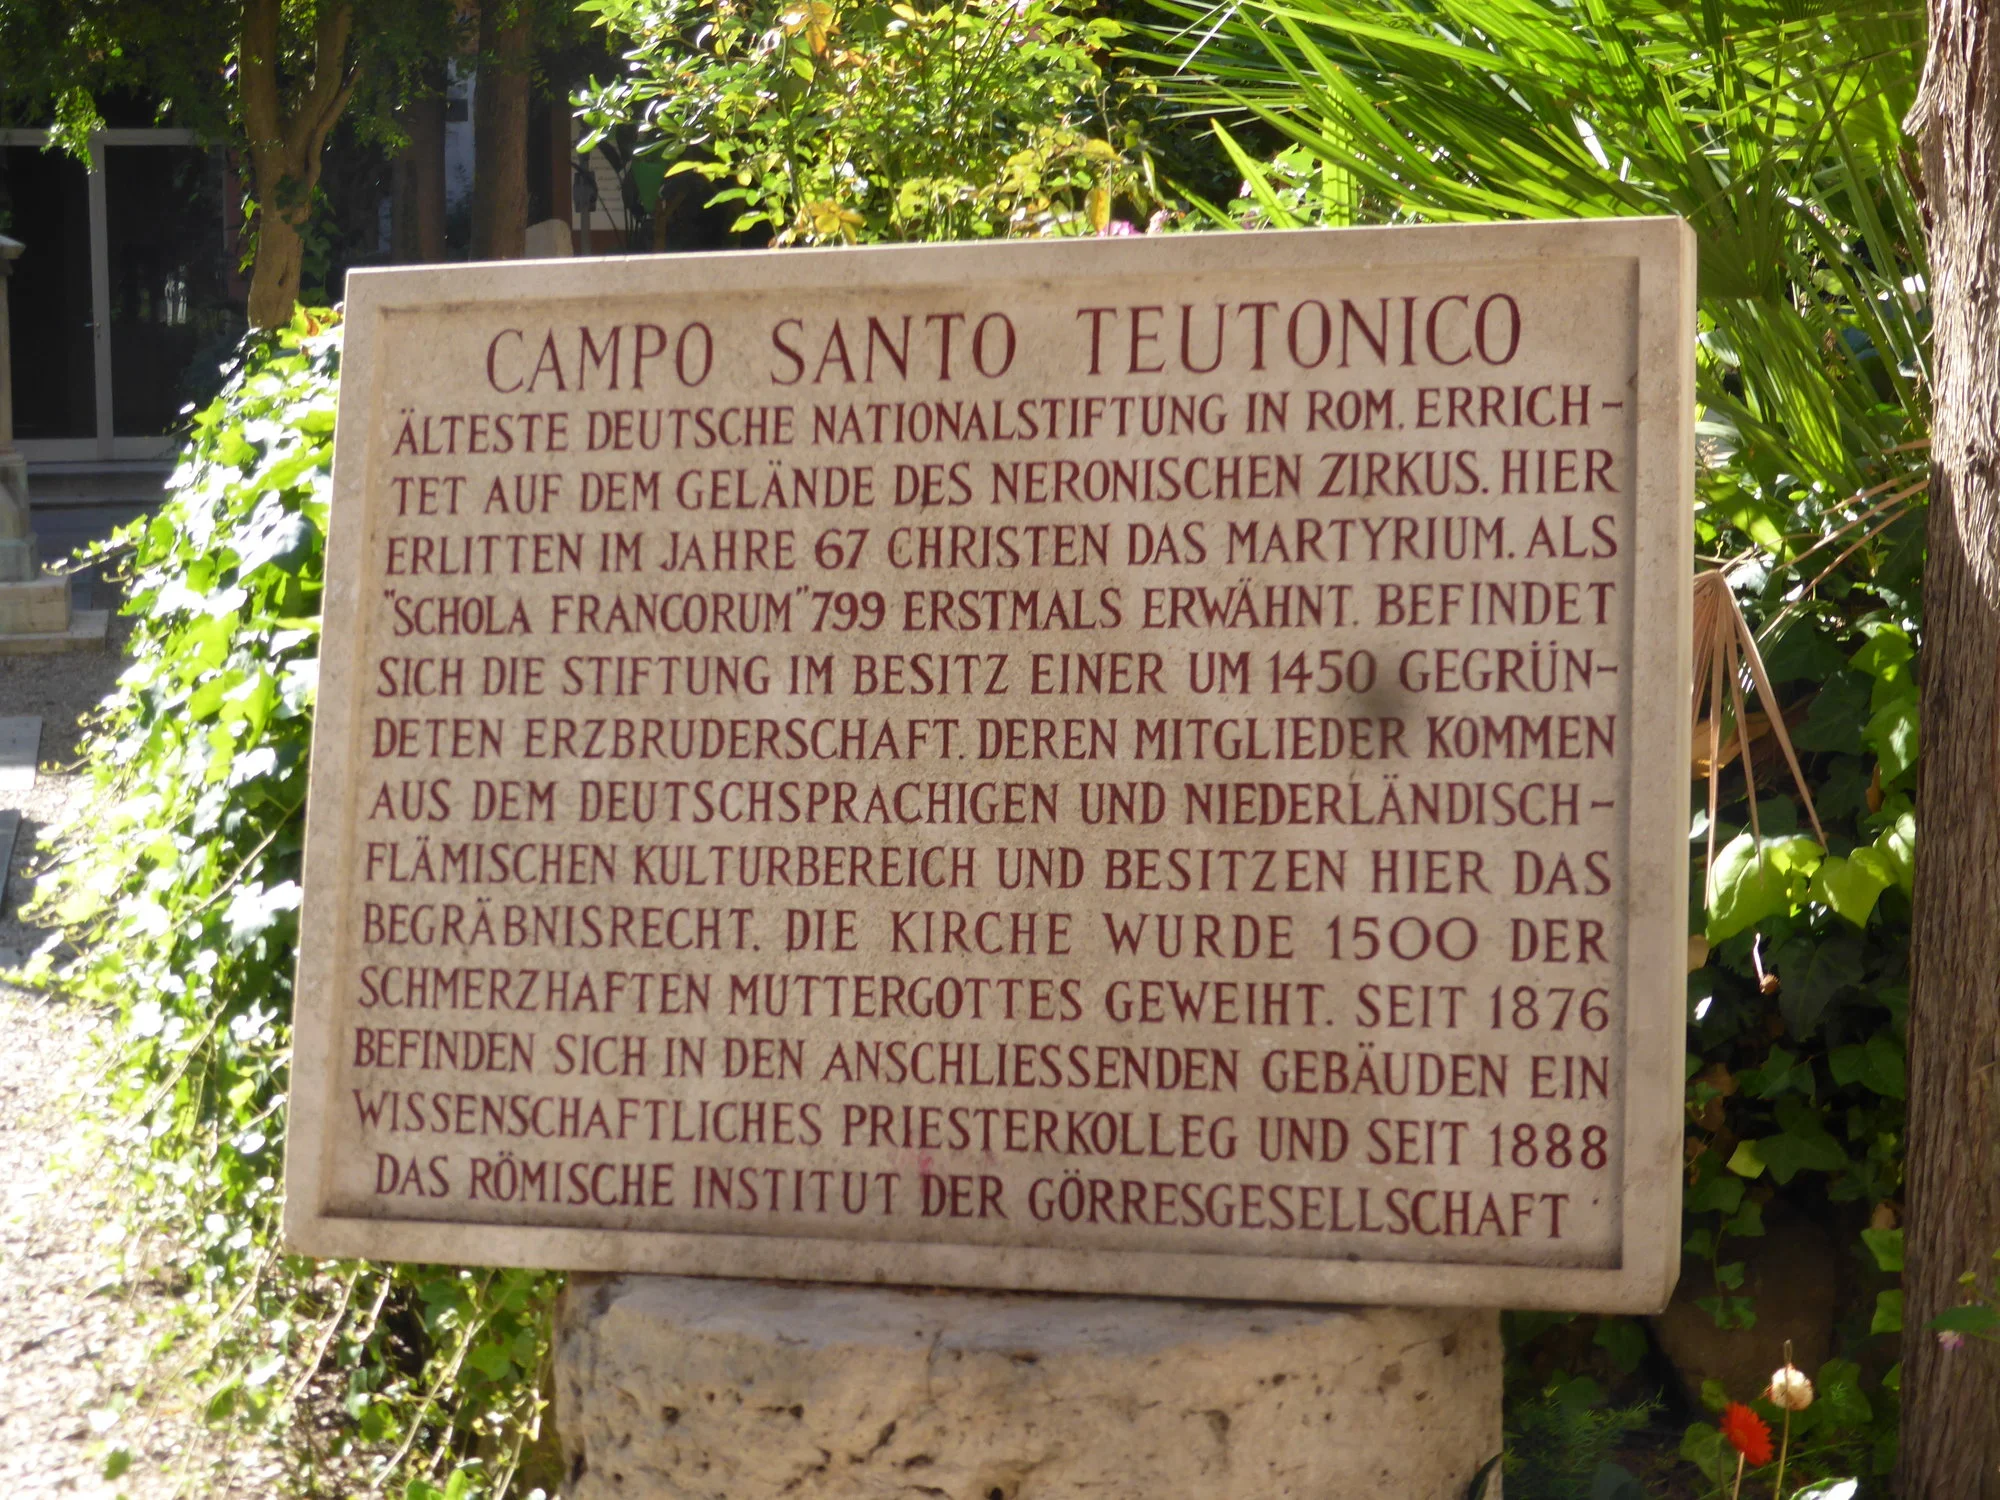 CAMPO SANTO TEUTONICO
ÄLTESTE DEUTSCHE NATIONALSTIFTUNG IN ROM. ERRICH-
TET AUF DEM GELÄNDE DES NERONISCHEN ZIRKUS. HIER
ERLITTEN IM JAHRE 67 CHRISTEN DAS MARTYRIUM. ALS
"SCHOLA FRANCORUM" 799 ERSTMALS ERWÄHNT. BEFINDET
SICH DIE STIFTUNG IM BESITZ EINER UM 1450 GEGRÜN-
DETEN ERZBRUDERSCHAFT. DEREN MITGLIEDER KOMMEN
AUS DEM DEUTSCHSPRACHIGEN UND NIEDERLÄNDISCH-
FLÄMISCHEN KULTURBEREICH UND BESITZEN HIER DAS
BEGRÄBNISRECHT. DIE KIRCHE WURDE 1500 DER
SCHMERZHAFTEN MUTTERGOTTES GEWEIHT. SEIT 1876
BEFINDEN SICH IN DEN ANSCHLIESSENDEN GEBÄUDEN EIN
WISSENSCHAFTLICHES PRIESTERKOLLEG UND SEIT 1888
DAS RÖMISCHE INSTITUT DER GÖRRESGESELLSCHAFT